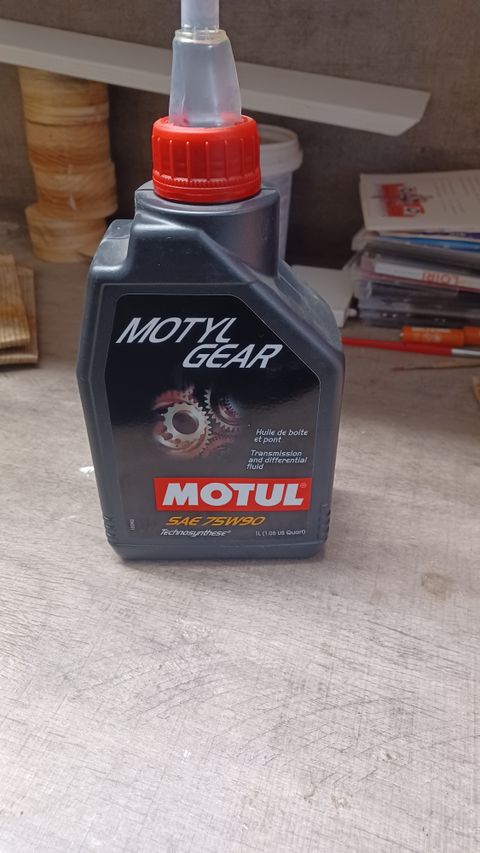 MOTYL
GEAR
Huile de boîte
et pont
Transmission
and differential
fluid
MOTUL®
SAE 75W90
Technosynthese®
1L (1.05 US Quart)
LOIRI